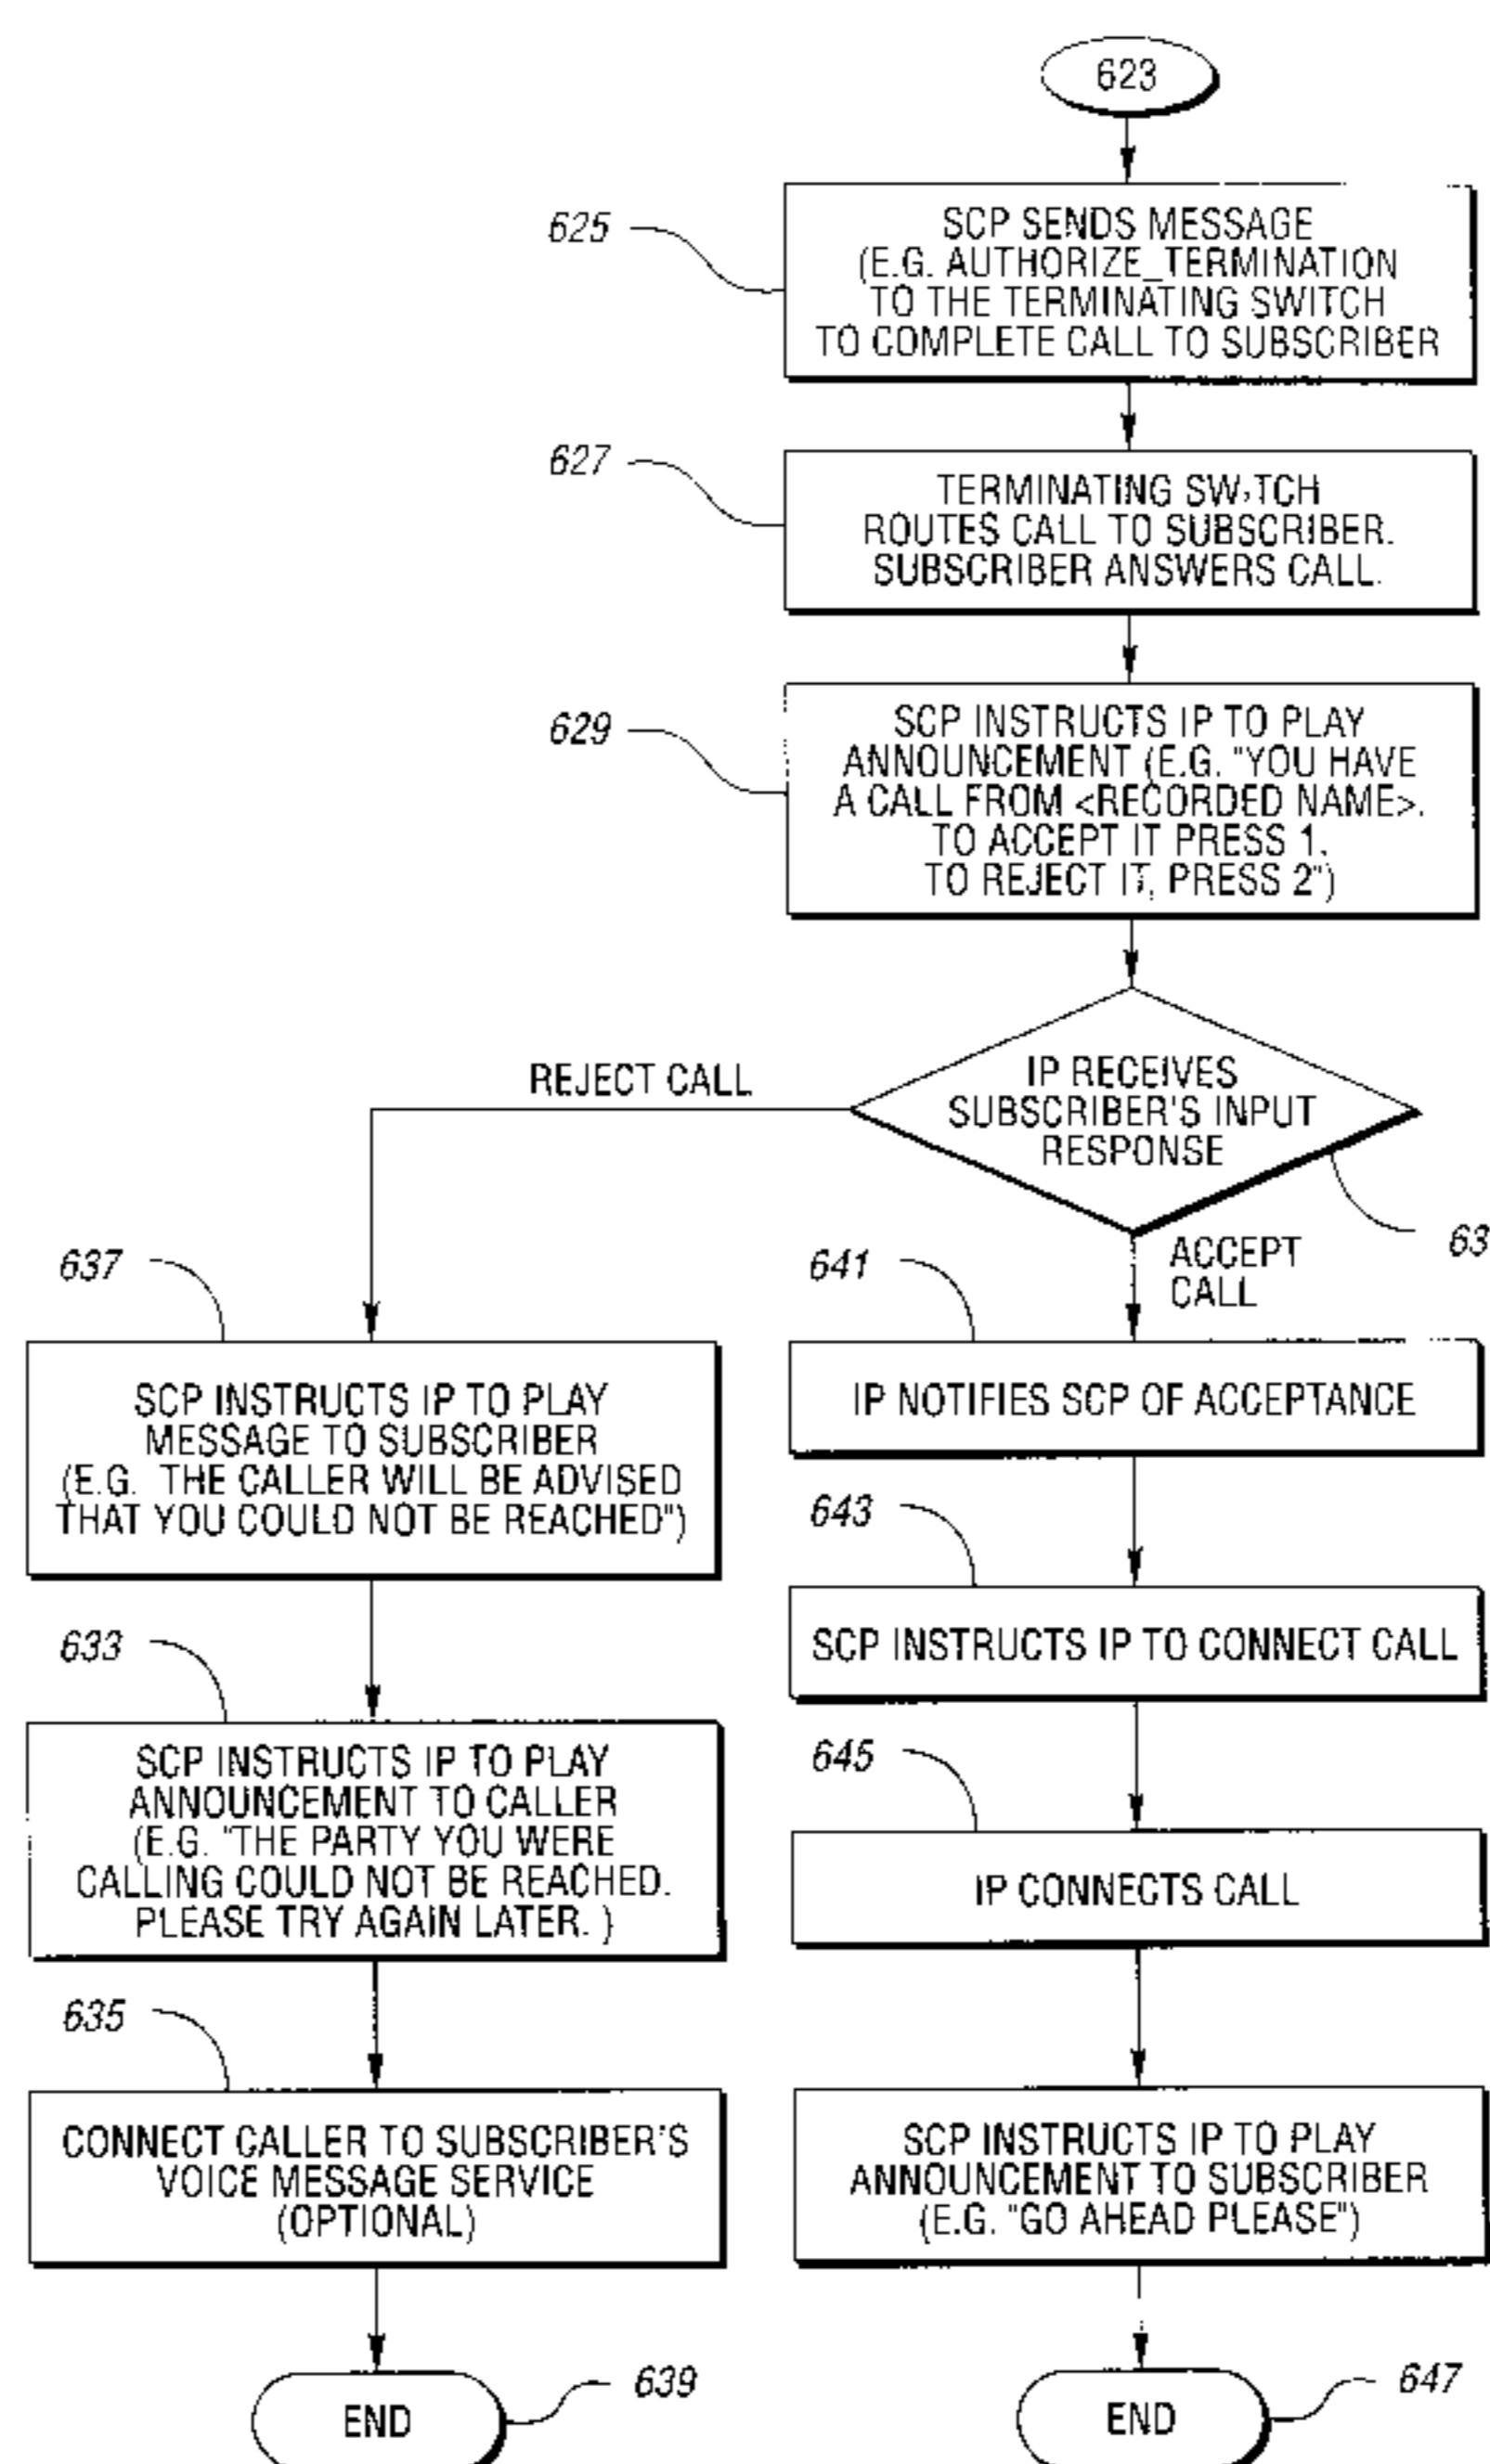 623
625
SCP SENDS MESSAGE
(E.G. AUTHORIZE_TERMINATION
TO THE TERMINATING SWITCH
TO COMPLETE CALL TO SUBSCRIBER
627
TERMINATING SWITCH
ROUTES CALL TO SUBSCRIBER.
SUBSCRIBER ANSWERS CALL.
629
SCP INSTRUCTS IP TO PLAY
ANNOUNCEMENT (E.G. "YOU HAVE
A CALL FROM <RECORDED NAME>.
TO ACCEPT IT PRESS 1,
TO REJECT IT, PRESS 2")
REJECT CALL
IP RECEIVES
SUBSCRIBER'S INPUT
RESPONSE
63
ACCEPT
CALL
637
SCP INSTRUCTS IP TO PLAY
MESSAGE TO SUBSCRIBER
(E.G. THE CALLER WILL BE ADVISED
THAT YOU COULD NOT BE REACHED")
641
IP NOTIFIES SCP OF ACCEPTANCE
643
SCP INSTRUCTS IP TO CONNECT CALL
633
SCP INSTRUCTS IP TO PLAY
ANNOUNCEMENT TO CALLER
(E.G. "THE PARTY YOU WERE
CALLING COULD NOT BE REACHED.
PLEASE TRY AGAIN LATER. )
645
IP CONNECTS CALL
635
CONNECT CALLER TO SUBSCRIBER'S
VOICE MESSAGE SERVICE
(OPTIONAL)
SCP INSTRUCTS IP TO PLAY
ANNOUNCEMENT TO SUBSCRIBER
(E.G. "GO AHEAD PLEASE")
END
639
END
647